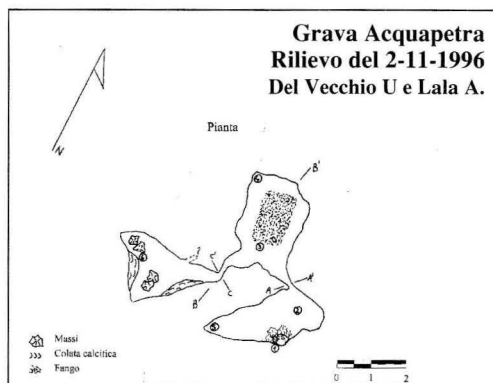 Grava Acquapetra
Rilievo del 2-11-1996
Del Vecchio U e Lala A.
Pianta
N
B'
A'
A
B
C
Massi
Colata calcitica
Fango
0 1 2